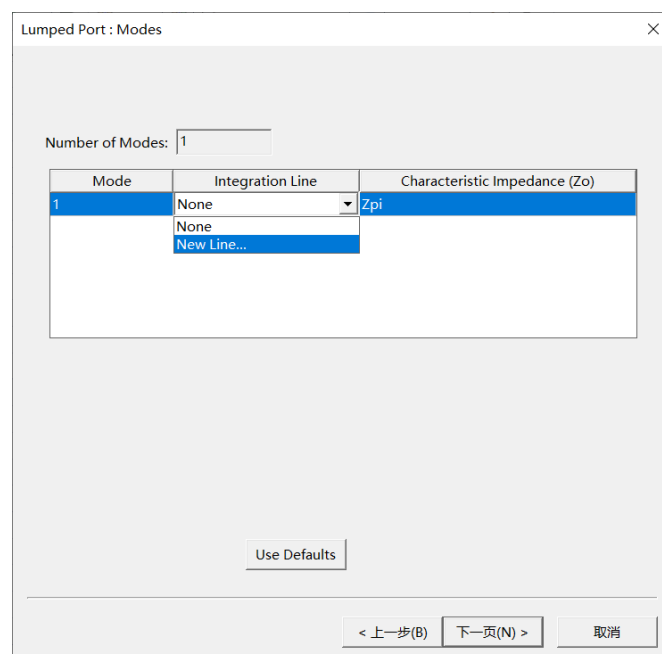 Lumped Port : Modes
Number of Modes: 1
Mode Integration Line Characteristic Impedance (Zo)
1 None Zpi
None
New Line...
Use Defaults
< 上一步(B) 下一页(N) > 取消